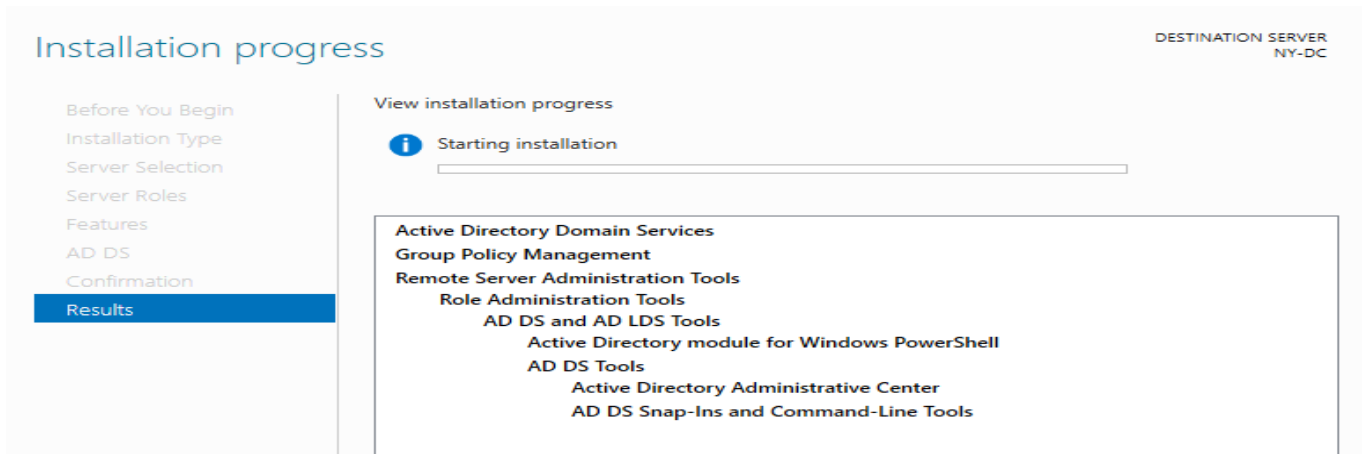 Installation progress
DESTINATION SERVER
NY-DC
Before You Begin
Installation Type
Server Selection
Server Roles
Features
AD DS
Confirmation
Results
View installation progress
Starting installation
Active Directory Domain Services
Group Policy Management
Remote Server Administration Tools
Role Administration Tools
AD DS and AD LDS Tools
Active Directory module for Windows PowerShell
AD DS Tools
Active Directory Administrative Center
AD DS Snap-Ins and Command-Line Tools